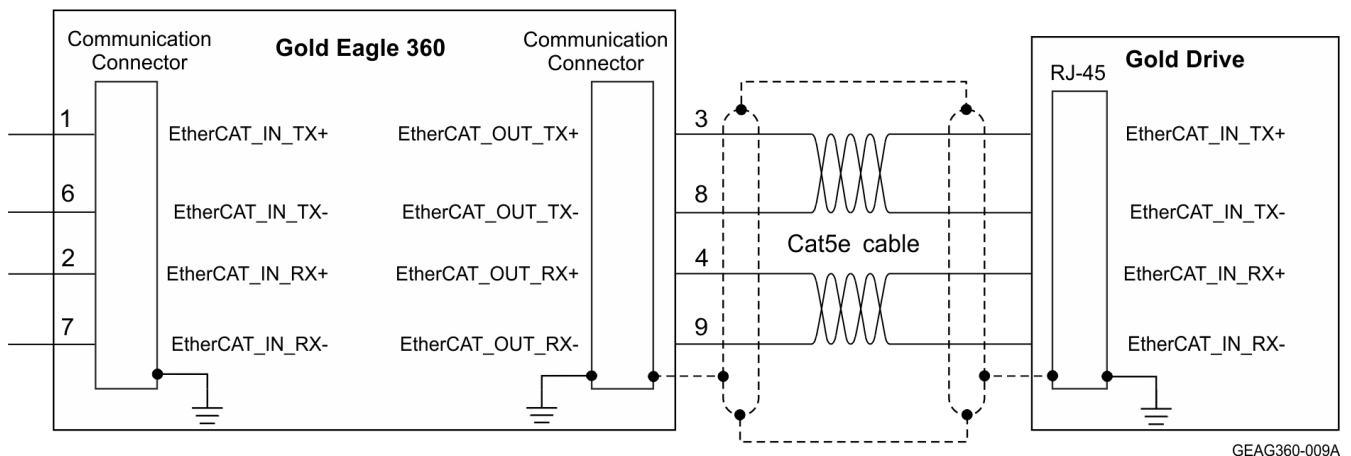 Communication
Connector
Gold Eagle 360
Communication
Connector
Gold Drive
RJ-45
1
EtherCAT_IN_TX+
EtherCAT_OUT_TX+
3
EtherCAT_IN_TX+
6
EtherCAT_IN_TX-
EtherCAT_OUT_TX-
8
EtherCAT_IN_TX-
Cat5e cable
2
EtherCAT_IN_RX+
EtherCAT_OUT_RX+
4
EtherCAT_IN_RX+
7
EtherCAT_IN_RX-
EtherCAT_OUT_RX-
9
EtherCAT_IN_RX-
GEAG360-009A